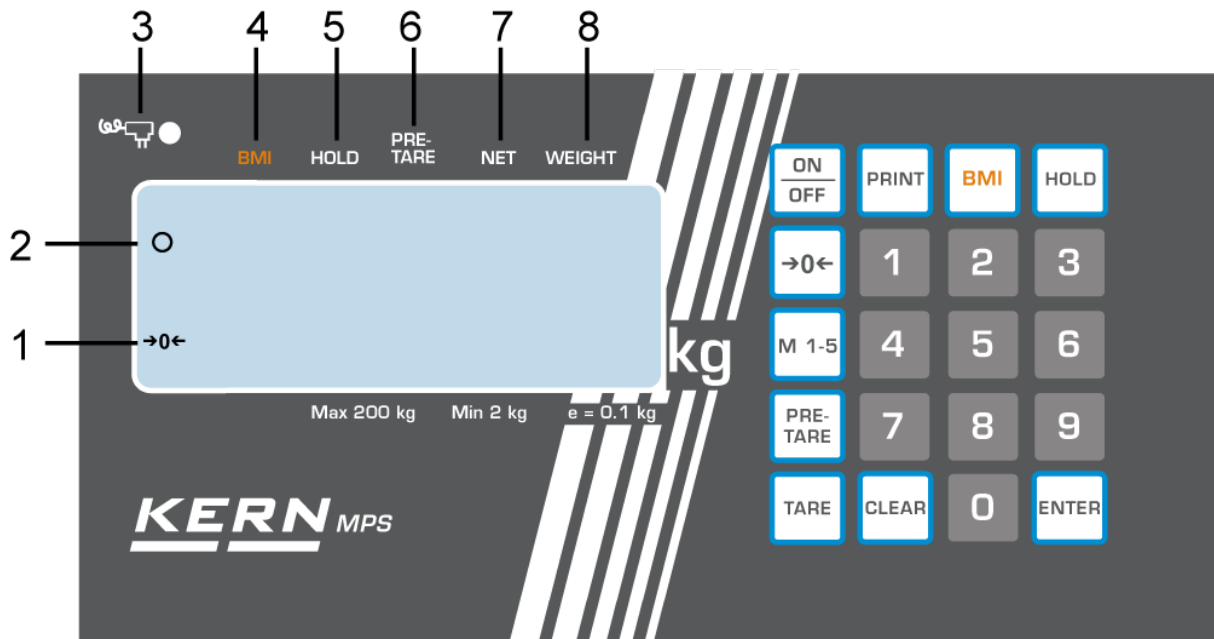 3 4 5 6 7 8
BMI HOLD PRE-TARE NET WEIGHT
2
1 →0←
kg
Max 200 kg Min 2 kg e = 0.1 kg
KERN MPS
ON OFF PRINT BMI HOLD
→0← 1 2 3
M 1-5 4 5 6
PRE-TARE 7 8 9
TARE CLEAR 0 ENTER